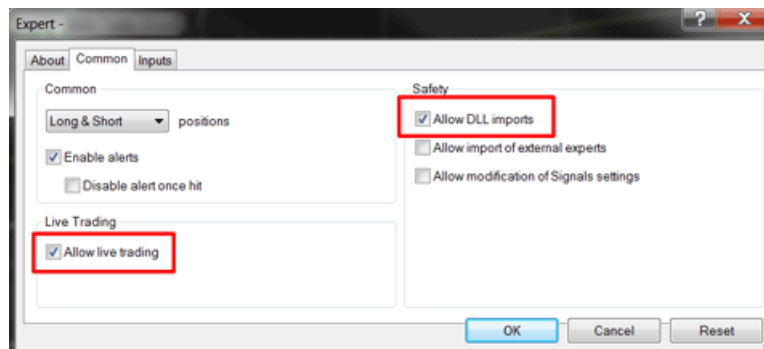 Expert -
About Common Inputs
Common
Long & Short positions
Enable alerts
Disable alert once hit
Live Trading
Allow live trading
Safety
Allow DLL imports
Allow import of external experts
Allow modification of Signals settings
OK Cancel Reset